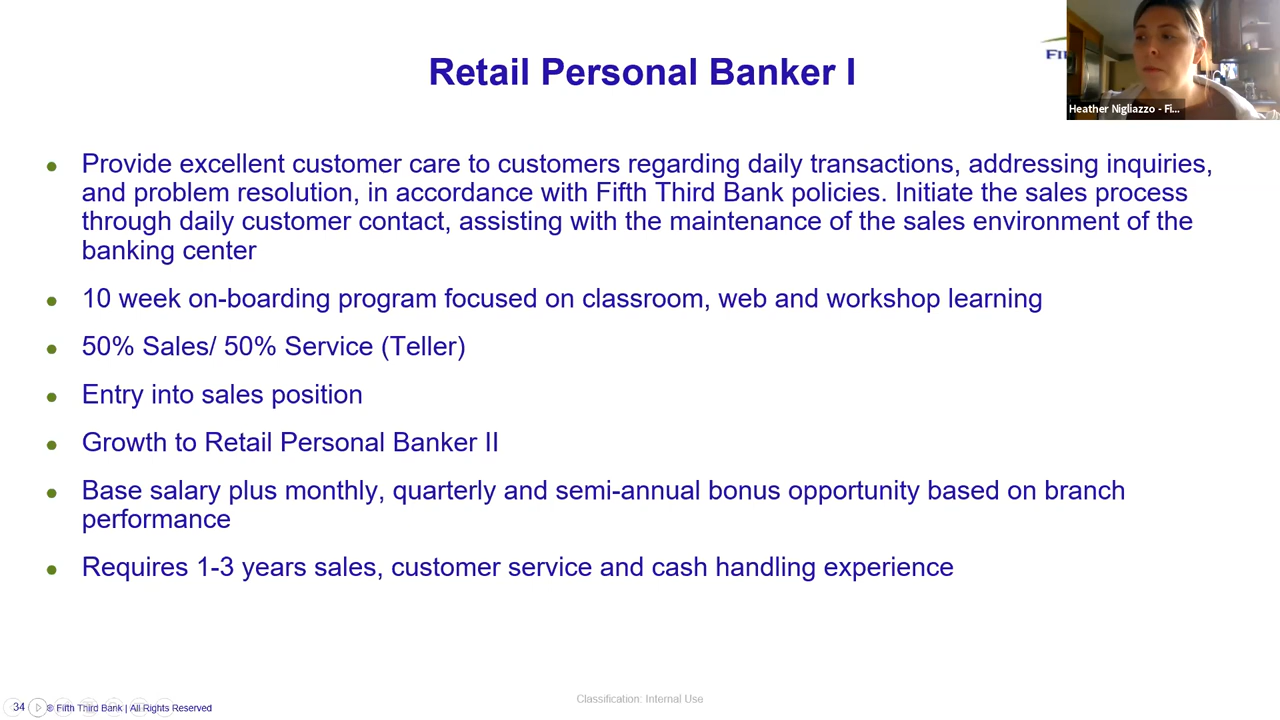 Retail Personal Banker I
FI
Heather Nigliazzo - Fi...
● Provide excellent customer care to customers regarding daily transactions, addressing inquiries,
and problem resolution, in accordance with Fifth Third Bank policies. Initiate the sales process
through daily customer contact, assisting with the maintenance of the sales environment of the
banking center
● 10 week on-boarding program focused on classroom, web and workshop learning
● 50% Sales/ 50% Service (Teller)
● Entry into sales position
● Growth to Retail Personal Banker II
● Base salary plus monthly, quarterly and semi-annual bonus opportunity based on branch
performance
● Requires 1-3 years sales, customer service and cash handling experience
Classification: Internal Use
34 © Fifth Third Bank | All Rights Reserved